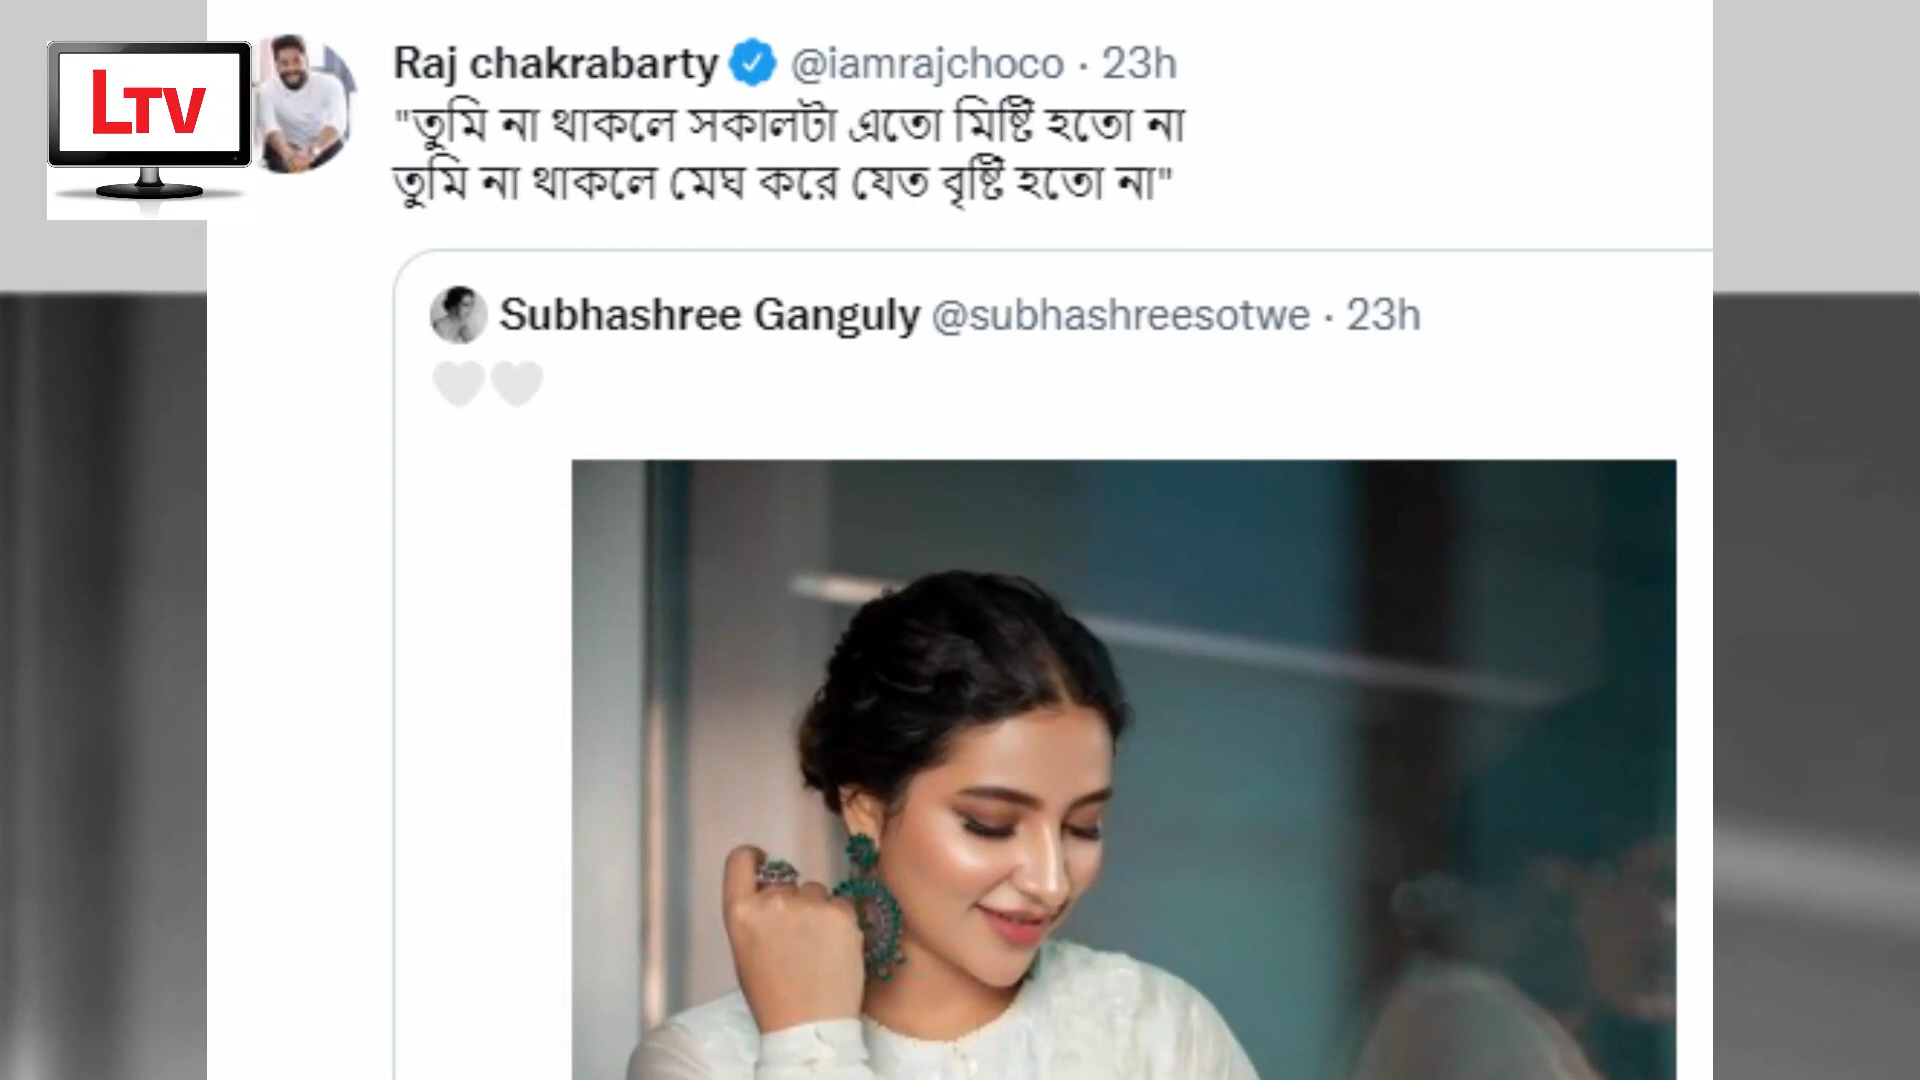 LTV
Raj chakrabarty @iamrajchoco · 23h
"তুমি না থাকলে সকালটা এতো মিষ্টি হতো না
তুমি না থাকলে মেঘ করে যেত বৃষ্টি হতো না"
Subhashree Ganguly @subhashreesotwe · 23h